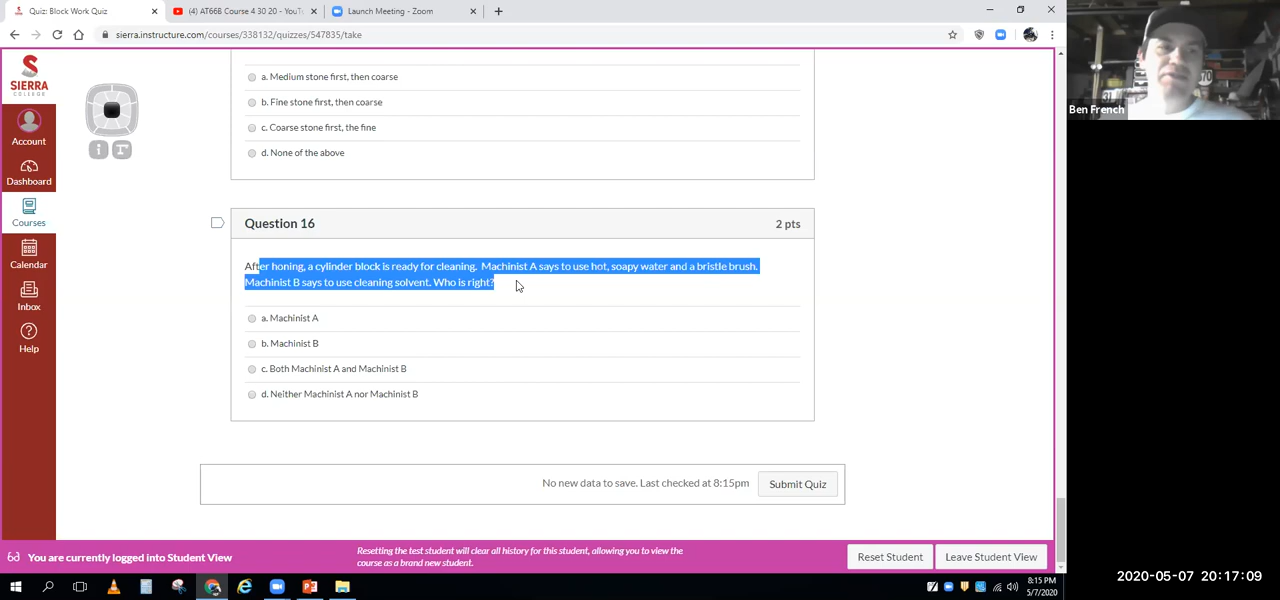 Quiz: Block Work Quiz
(4) AT66B Course 4 30 20 - YouT
Launch Meeting - Zoom
sierra.instructure.com/courses/338132/quizzes/547835/take
SIERRA
COLLEGE
Account
Dashboard
Courses
Calendar
Inbox
Help
a. Medium stone first, then coarse
b. Fine stone first, then coarse
c. Coarse stone first, the fine
d. None of the above
Question 16
2 pts
After honing, a cylinder block is ready for cleaning. Machinist A says to use hot, soapy water and a bristle brush.
Machinist B says to use cleaning solvent. Who is right?
a. Machinist A
b. Machinist B
c. Both Machinist A and Machinist B
d. Neither Machinist A nor Machinist B
No new data to save. Last checked at 8:15pm
Submit Quiz
You are currently logged into Student View
Resetting the test student will clear all history for this student, allowing you to view the
course as a brand new student.
Reset Student
Leave Student View
8:15 PM
5/7/2020
Ben French
2020-05-07 20:17:09